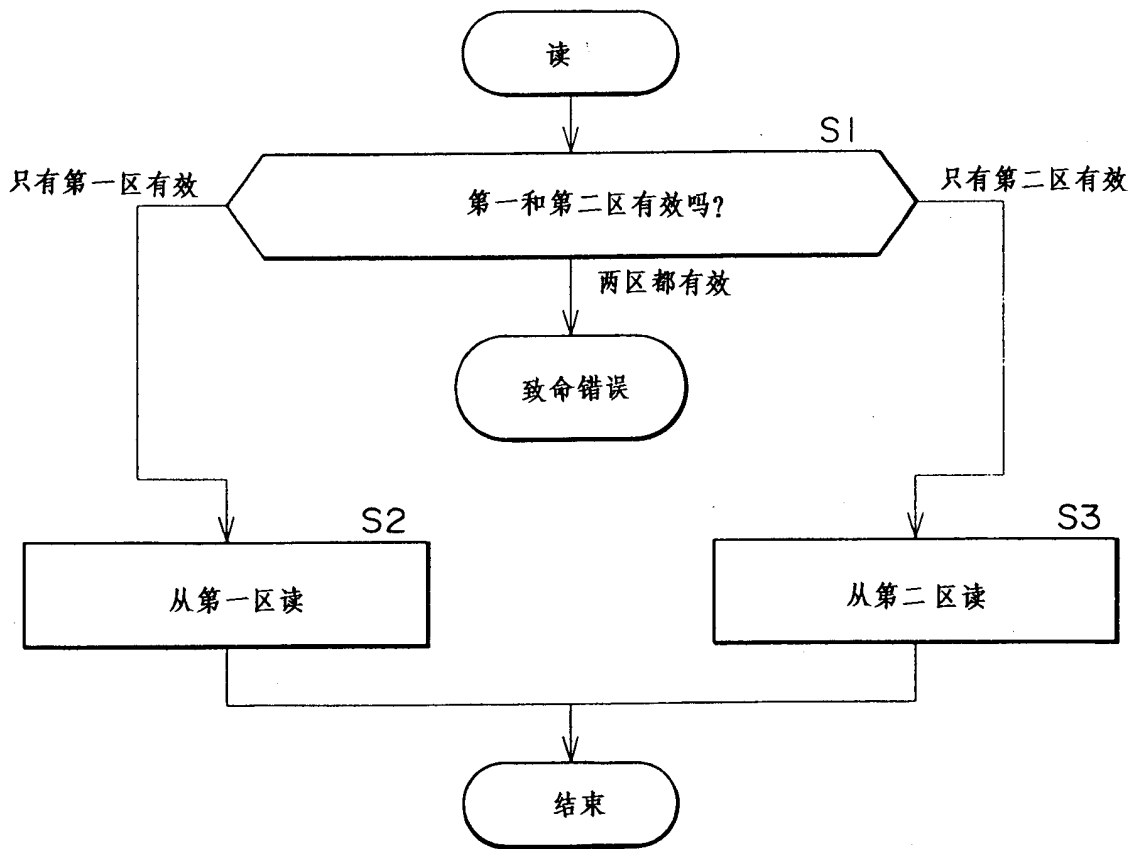 读
S1
只有第一区有效
第一和第二区有效吗?
只有第二区有效
两区都有效
致命错误
S2
S3
从第一区读
从第二区读
结束